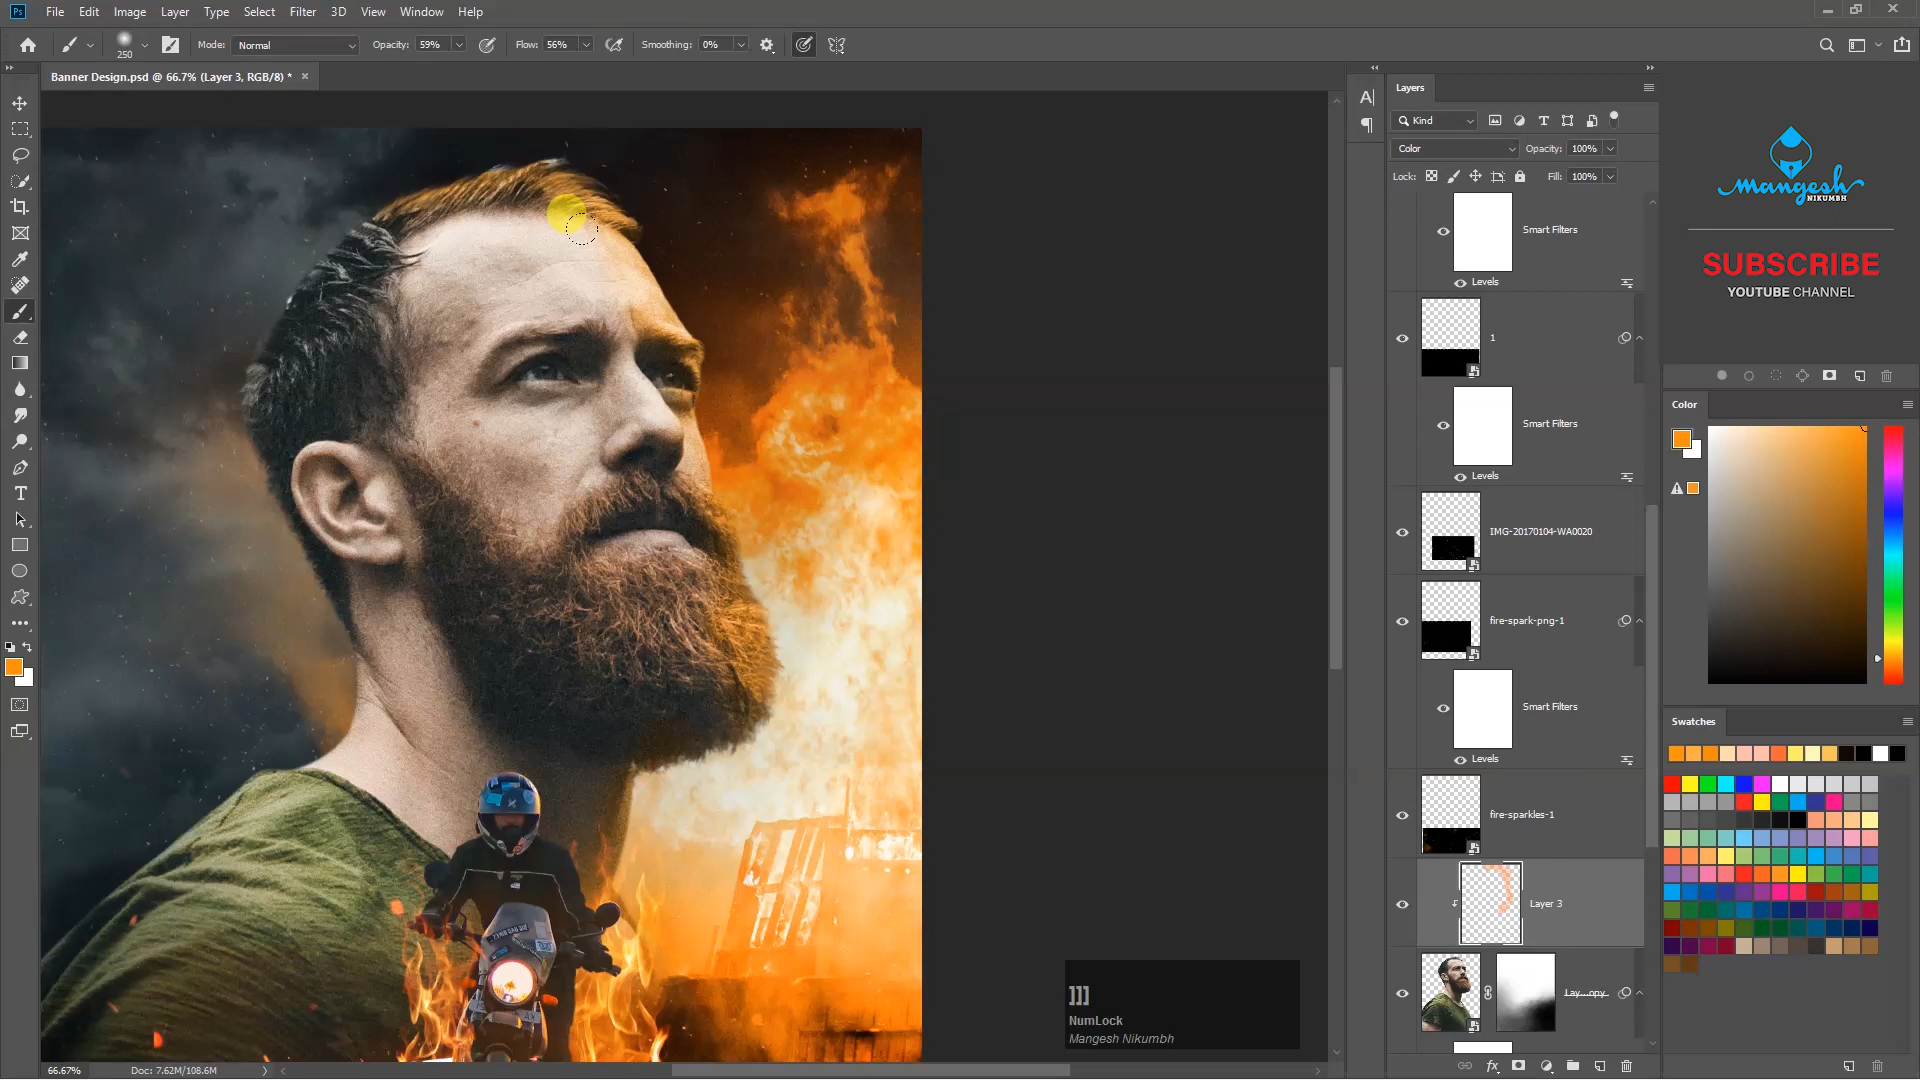 Ps File Edit Image Layer Type Select Filter 3D View Window Help
250 Mode: Normal Opacity: 59% Flow: 56% Smoothing: 0%
Banner Design.psd @ 66.7% (Layer 3, RGB/8) *
Layers
Kind
Color Opacity: 100%
Lock: Fill: 100%
Smart Filters
Levels
1
Smart Filters
Levels
IMG-20170104-WA0020
fire-spark-png-1
Smart Filters
Levels
fire-sparkles-1
Layer 3
Lay...opy
Mangesh
NIKUMBH
SUBSCRIBE
YOUTUBE CHANNEL
Color
Swatches
]]]
NumLock
Mangesh Nikumbh
66.67% Doc: 7.62M/108.6M